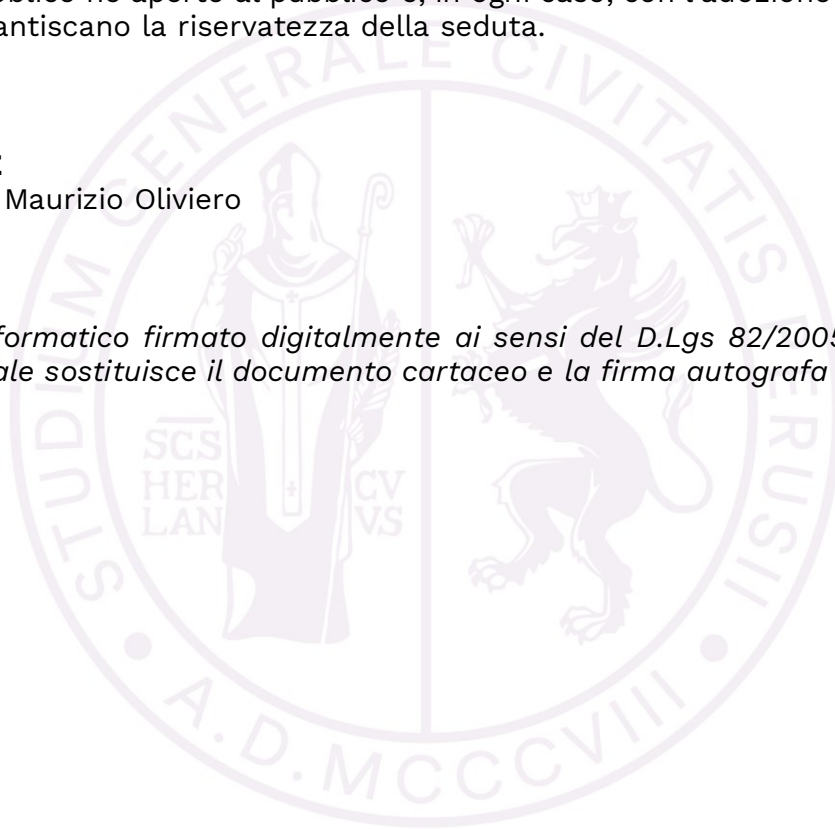 antiscano la riservatezza della seduta.
Maurizio Oliviero
formatico firmato digitalmente ai sensi del D.Lgs 82/2005
ale sostituisce il documento cartaceo e la firma autografa
STUDIUM GENERALE CIVITATIS PERUSII
SCS
HER CV
LAN VS
A.D.MCCCVIII